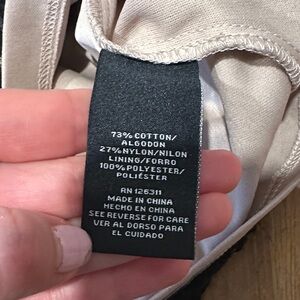 73% COTTON/
ALGODON
27% NYLON/NILON
LINING/FORRO
100% POLYESTER/
POLIÉSTER
RN 126311
MADE IN CHINA
HECHO EN CHINA
SEE REVERSE FOR CARE
VER AL DORSO PARA
EL CUIDADO